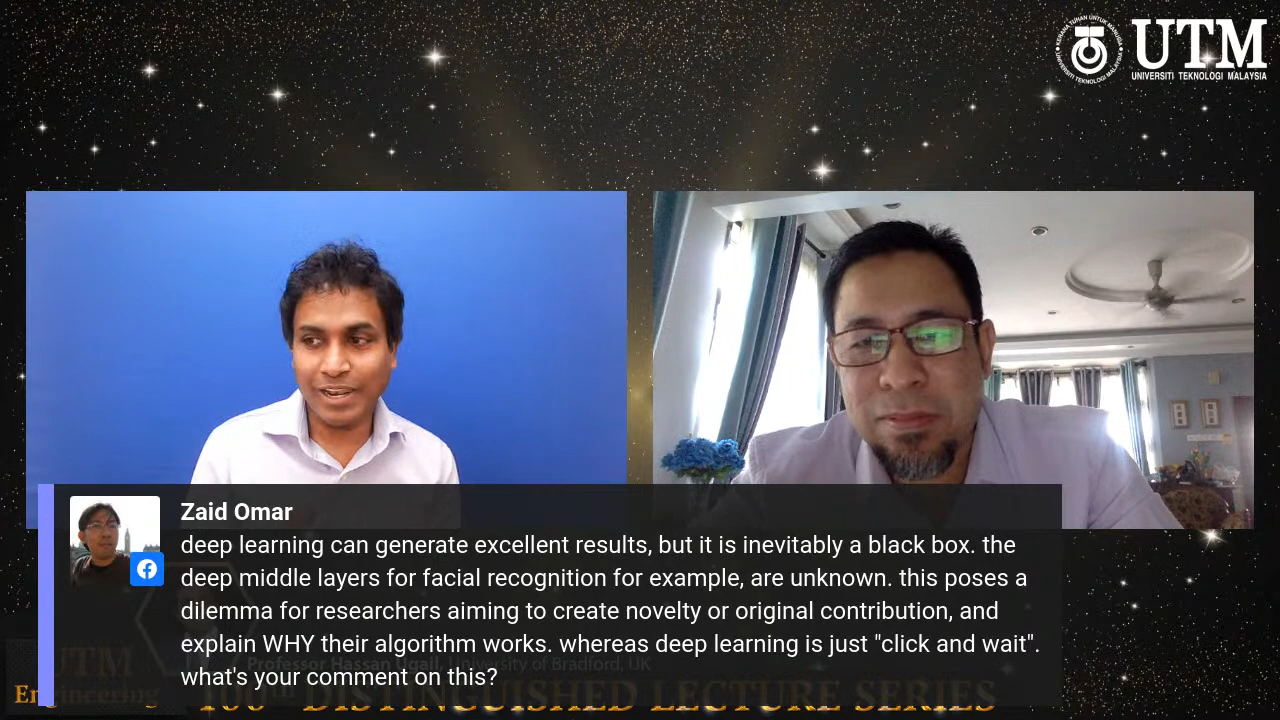 UTM
UNIVERSITI TEKNOLOGI MALAYSIA
Zaid Omar
deep learning can generate excellent results, but it is inevitably a black box. the
deep middle layers for facial recognition for example, are unknown. this poses a
dilemma for researchers aiming to create novelty or original contribution, and
explain WHY their algorithm works. whereas deep learning is just "click and wait".
what's your comment on this?
Professor Hassan Ugail, University of Bradford, UK
UTM
Engineering
100th DISTINGUISHED LECTURE SERIES